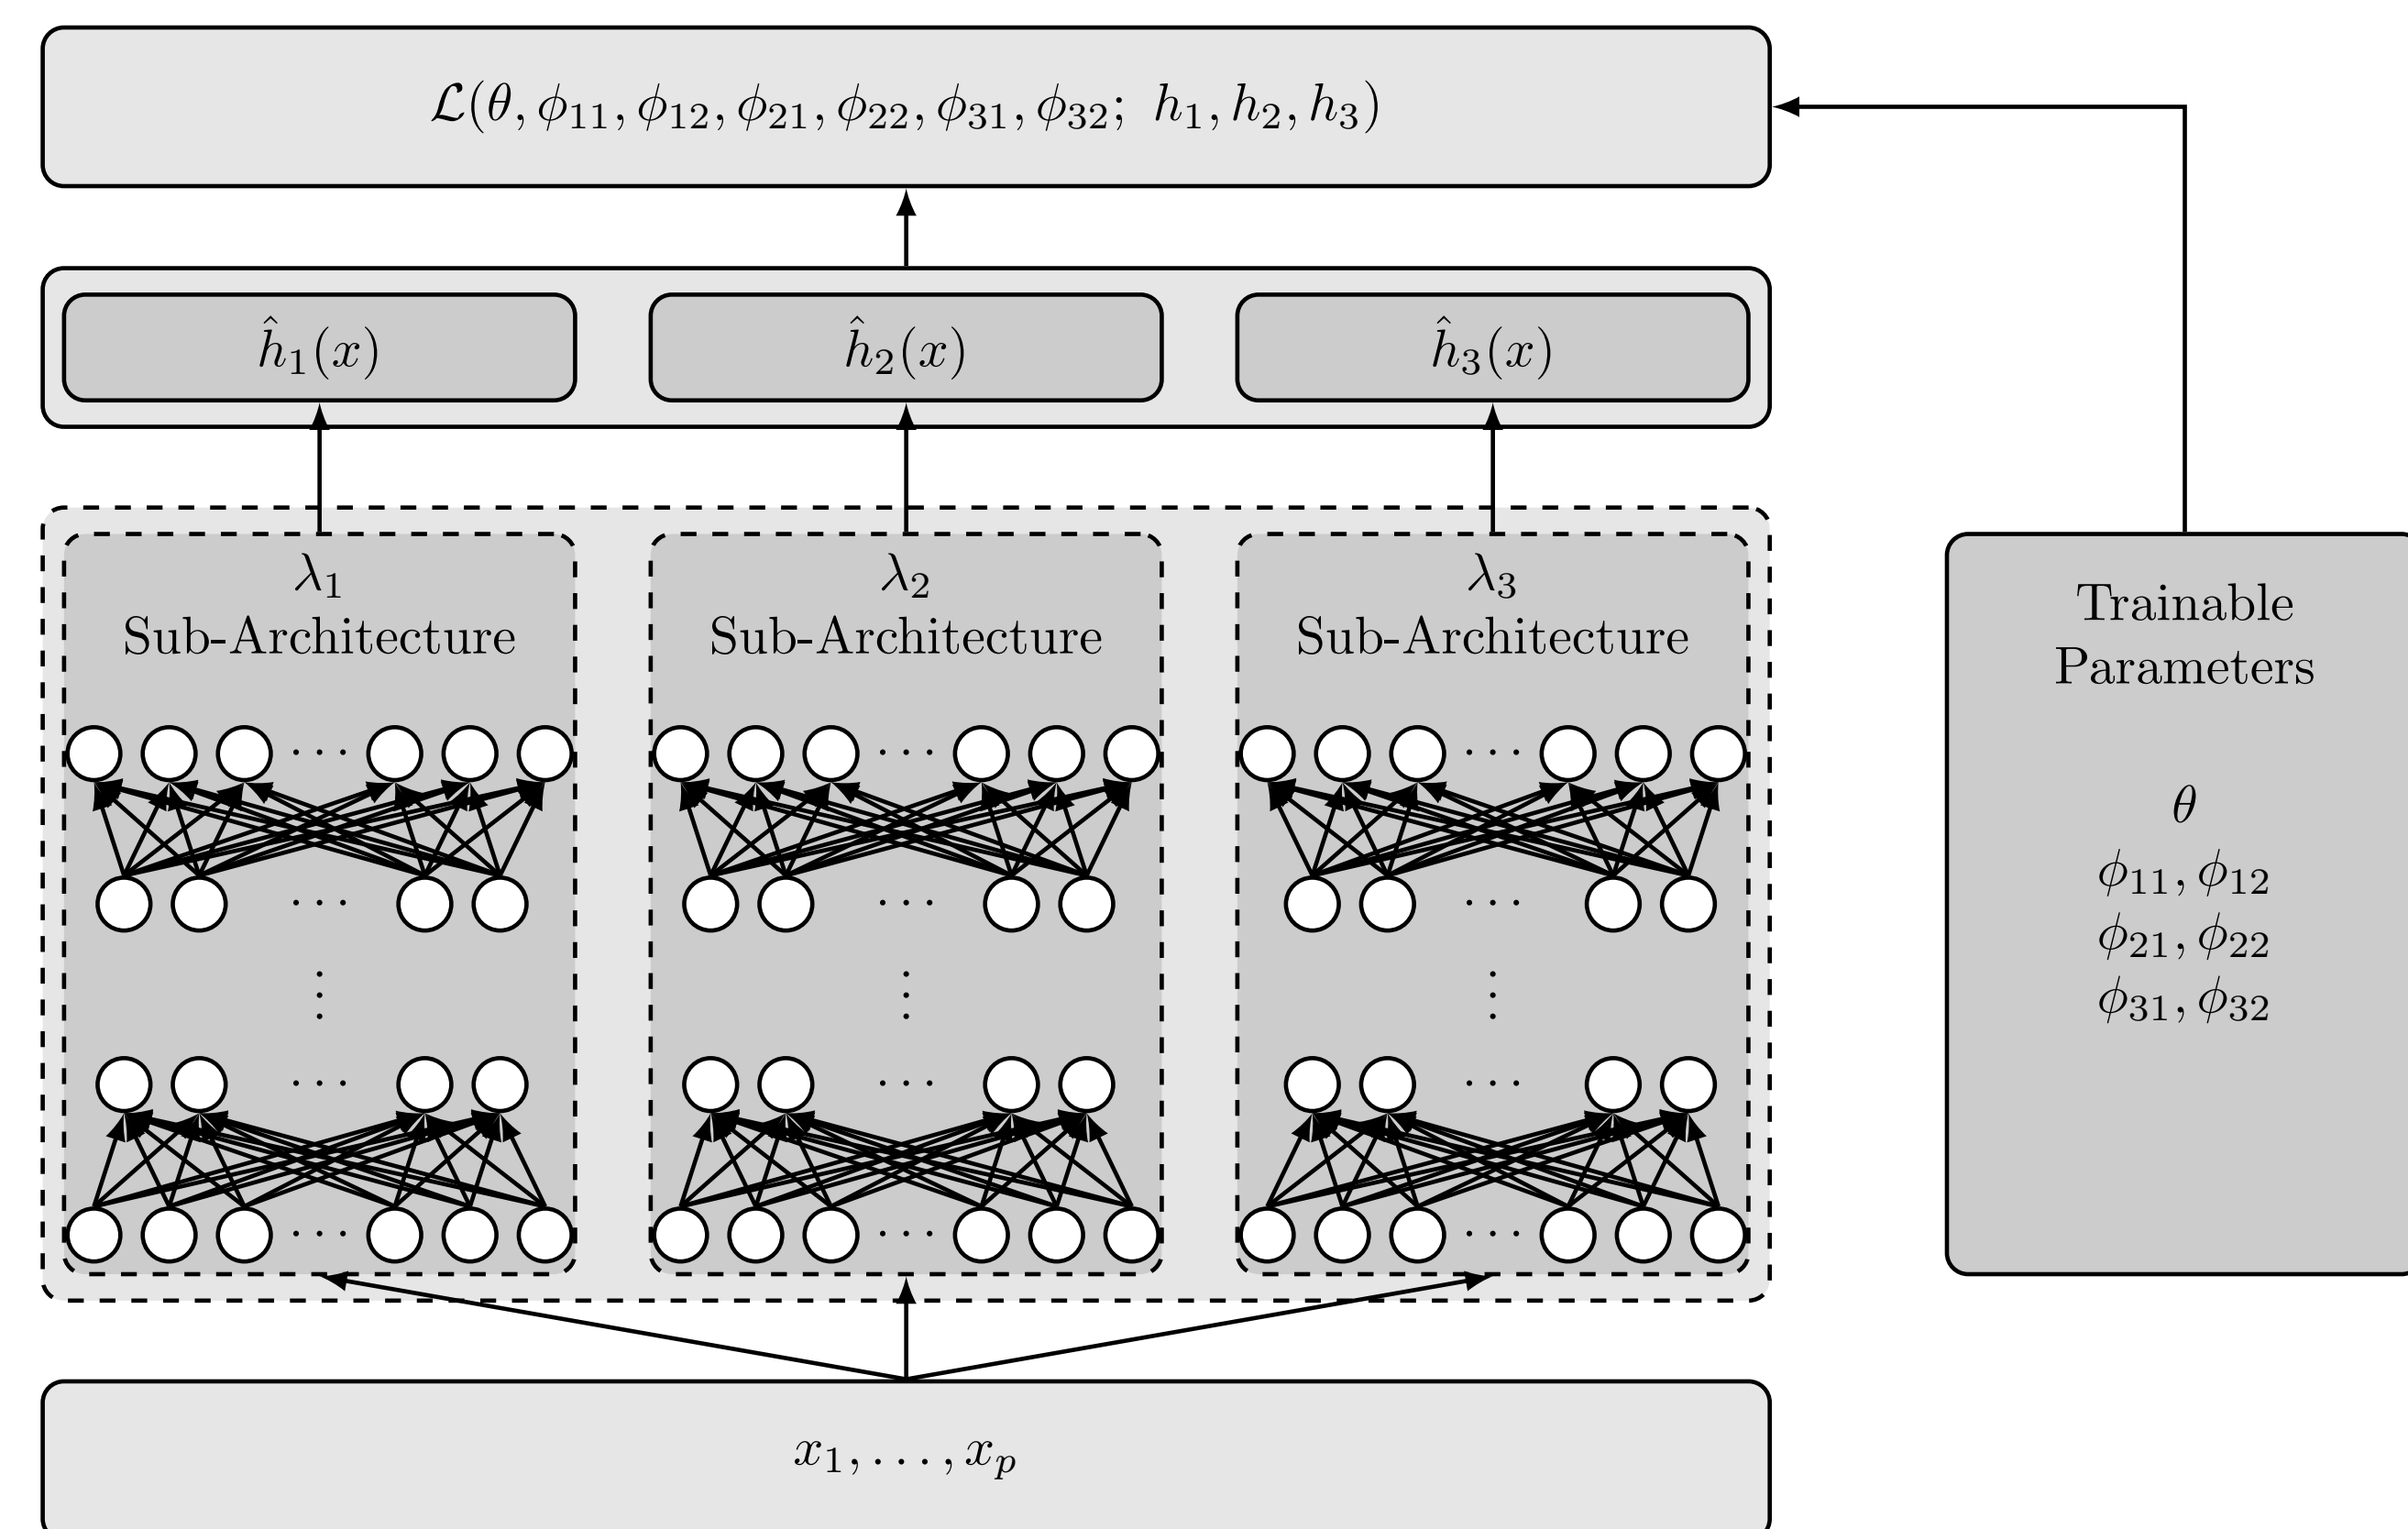 ℒ(θ, ϕ₁₁, ϕ₁₂, ϕ₂₁, ϕ₂₂, ϕ₃₁, ϕ₃₂; h₁, h₂, h₃)
ĥ₁(x)
ĥ₂(x)
ĥ₃(x)
λ₁
Sub-Architecture
λ₂
Sub-Architecture
λ₃
Sub-Architecture
Trainable
Parameters
θ
ϕ₁₁, ϕ₁₂
ϕ₂₁, ϕ₂₂
ϕ₃₁, ϕ₃₂
x₁, …, xₚ